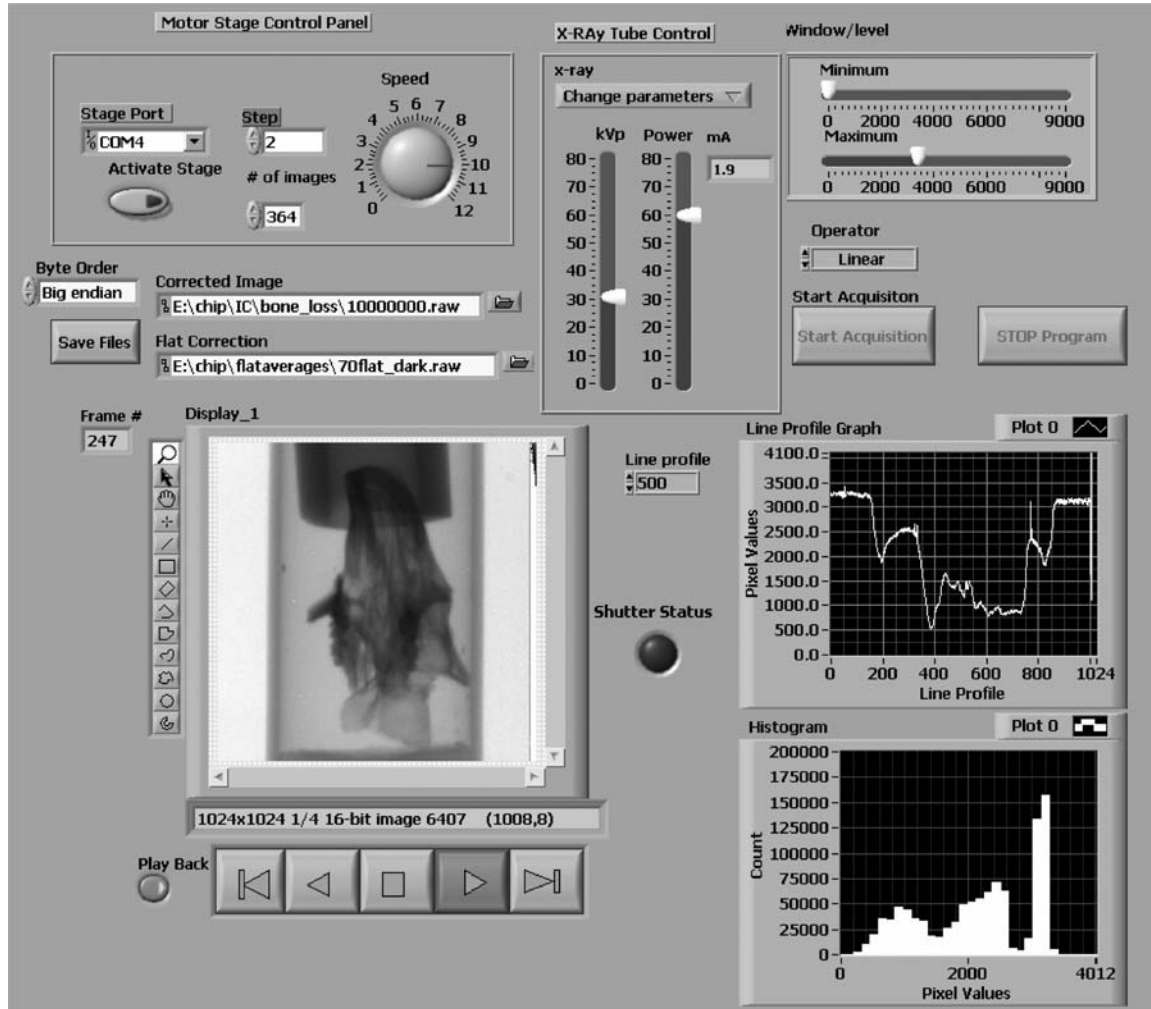 Motor Stage Control Panel
Stage Port
COM4
Activate Stage
Step
2
# of images
364
Speed
0 1 2 3 4 5 6 7 8 9 10 11 12
X-RAy Tube Control
x-ray
Change parameters
kVp Power mA
1.9
80 80
70 70
60 60
50 50
40 40
30 30
20 20
10 10
0 0
Window/level
Minimum
0 2000 4000 6000 9000
Maximum
0 2000 4000 6000 9000
Operator
Linear
Start Acquisiton
Start Acquisition
STOP Program
Byte Order
Big endian
Save Files
Corrected Image
E:\chip\IC\bone_loss\10000000.raw
Flat Correction
E:\chip\flataverages\70flat_dark.raw
Frame #
247
Display_1
1024x1024 1/4 16-bit image 6407 (1008,8)
Play Back
Line profile
500
Shutter Status
Line Profile Graph
Plot 0
Pixel Values
4100.0
3500.0
3000.0
2500.0
2000.0
1500.0
1000.0
500.0
0.0
0 200 400 600 800 1024
Line Profile
Histogram
Plot 0
Count
200000
175000
150000
125000
100000
75000
50000
25000
0
0 2000 4012
Pixel Values